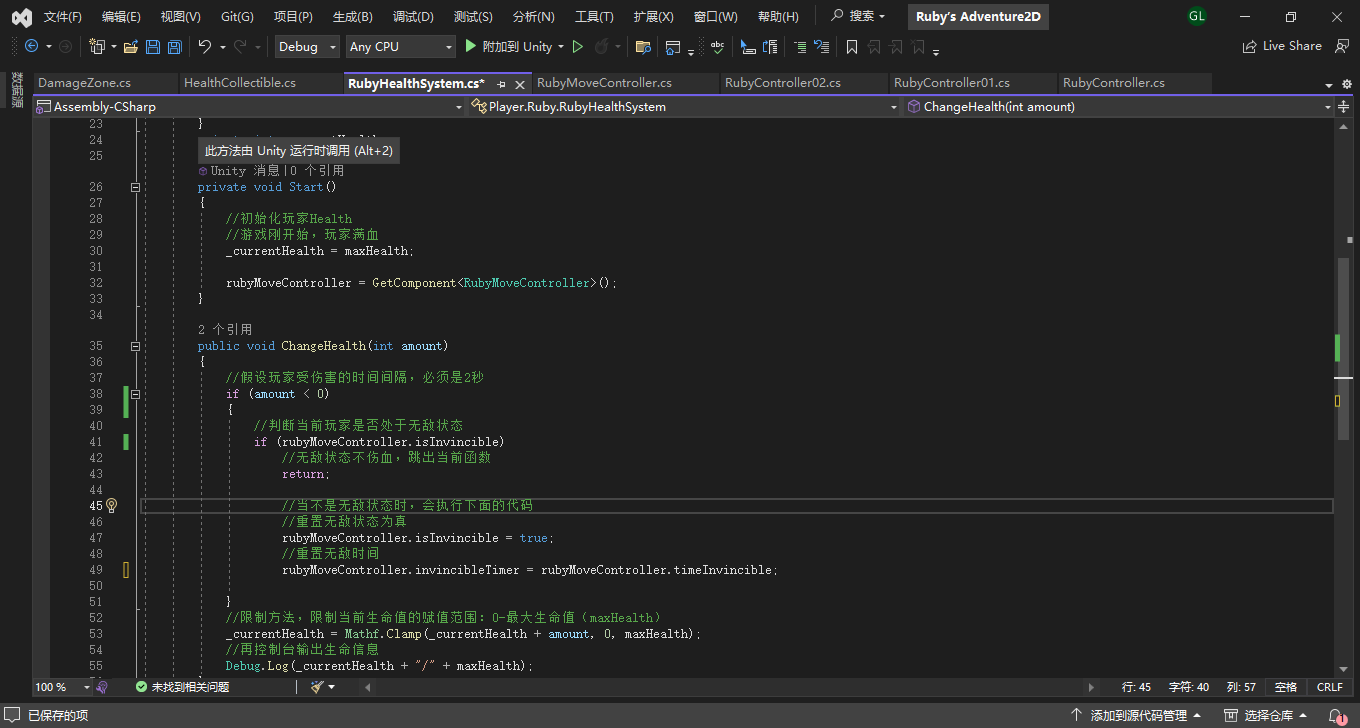 文件(F) 编辑(E) 视图(V) Git(G) 项目(P) 生成(B) 调试(D) 测试(S) 分析(N) 工具(T) 扩展(X) 窗口(W) 帮助(H) 搜索 Ruby's Adventure2D GL
Debug Any CPU 附加到 Unity abc Live Share
数据源
DamageZone.cs HealthCollectible.cs RubyHealthSystem.cs* RubyMoveController.cs RubyController02.cs RubyController01.cs RubyController.cs
Assembly-CSharp Player.Ruby.RubyHealthSystem ChangeHealth(int amount)
23 }
24
此方法由 Unity 运行时调用 (Alt+2)
25
Unity 消息|0 个引用
26 private void Start()
27 {
28 //初始化玩家Health
29 //游戏刚开始，玩家满血
30 _currentHealth = maxHealth;
31
32 rubyMoveController = GetComponent<RubyMoveController>();
33 }
34
2 个引用
35 public void ChangeHealth(int amount)
36 {
37 //假设玩家受伤害的时间间隔，必须是2秒
38 if (amount < 0)
39 {
40 //判断当前玩家是否处于无敌状态
41 if (rubyMoveController.isInvincible)
42 //无敌状态不伤血，跳出当前函数
43 return;
44
45 //当不是无敌状态时，会执行下面的代码
46 //重置无敌状态为真
47 rubyMoveController.isInvincible = true;
48 //重置无敌时间
49 rubyMoveController.invincibleTimer = rubyMoveController.timeInvincible;
50
51 }
52 //限制方法，限制当前生命值的赋值范围：0-最大生命值（maxHealth）
53 _currentHealth = Mathf.Clamp(_currentHealth + amount, 0, maxHealth);
54 //再控制台输出生命信息
55 Debug.Log(_currentHealth + "/" + maxHealth);
100 % 未找到相关问题 行: 45 字符: 40 列: 57 空格 CRLF
已保存的项 添加到源代码管理 选择仓库 1